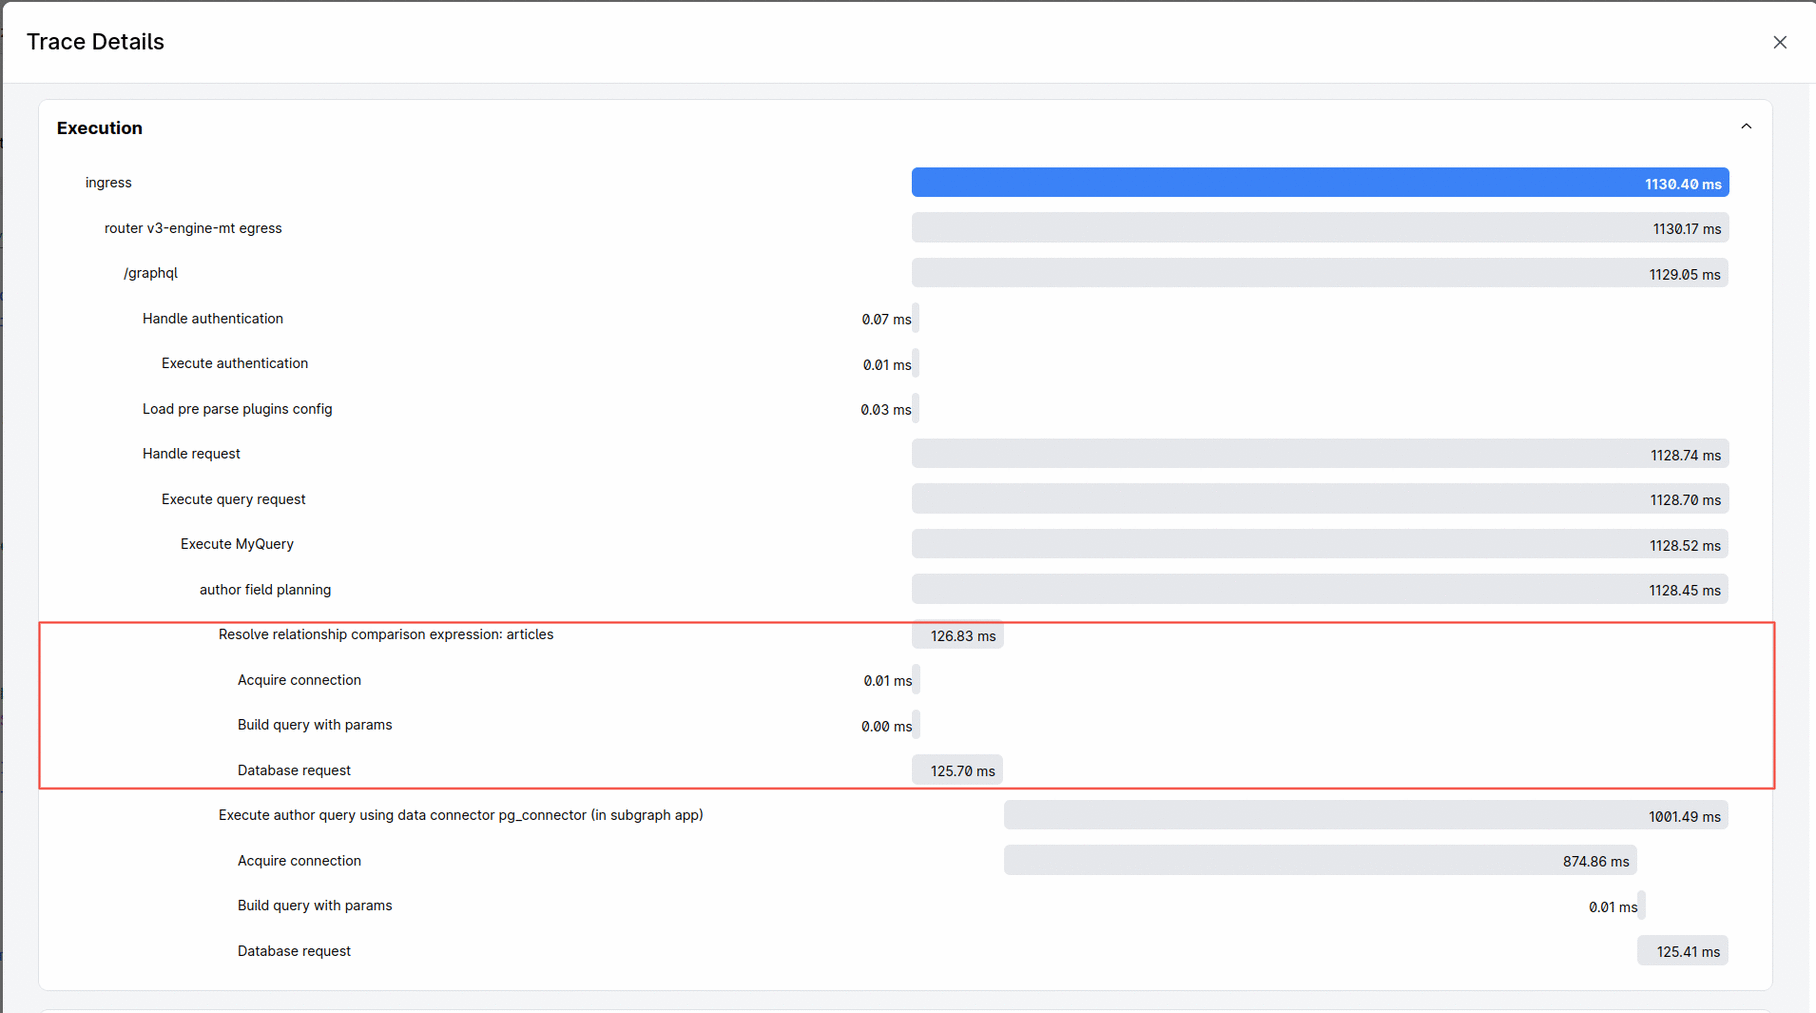 Trace Details
Execution
ingress 1130.40 ms
router v3-engine-mt egress 1130.17 ms
/graphql 1129.05 ms
Handle authentication 0.07 ms
Execute authentication 0.01 ms
Load pre parse plugins config 0.03 ms
Handle request 1128.74 ms
Execute query request 1128.70 ms
Execute MyQuery 1128.52 ms
author field planning 1128.45 ms
Resolve relationship comparison expression: articles 126.83 ms
Acquire connection 0.01 ms
Build query with params 0.00 ms
Database request 125.70 ms
Execute author query using data connector pg_connector (in subgraph app) 1001.49 ms
Acquire connection 874.86 ms
Build query with params 0.01 ms
Database request 125.41 ms